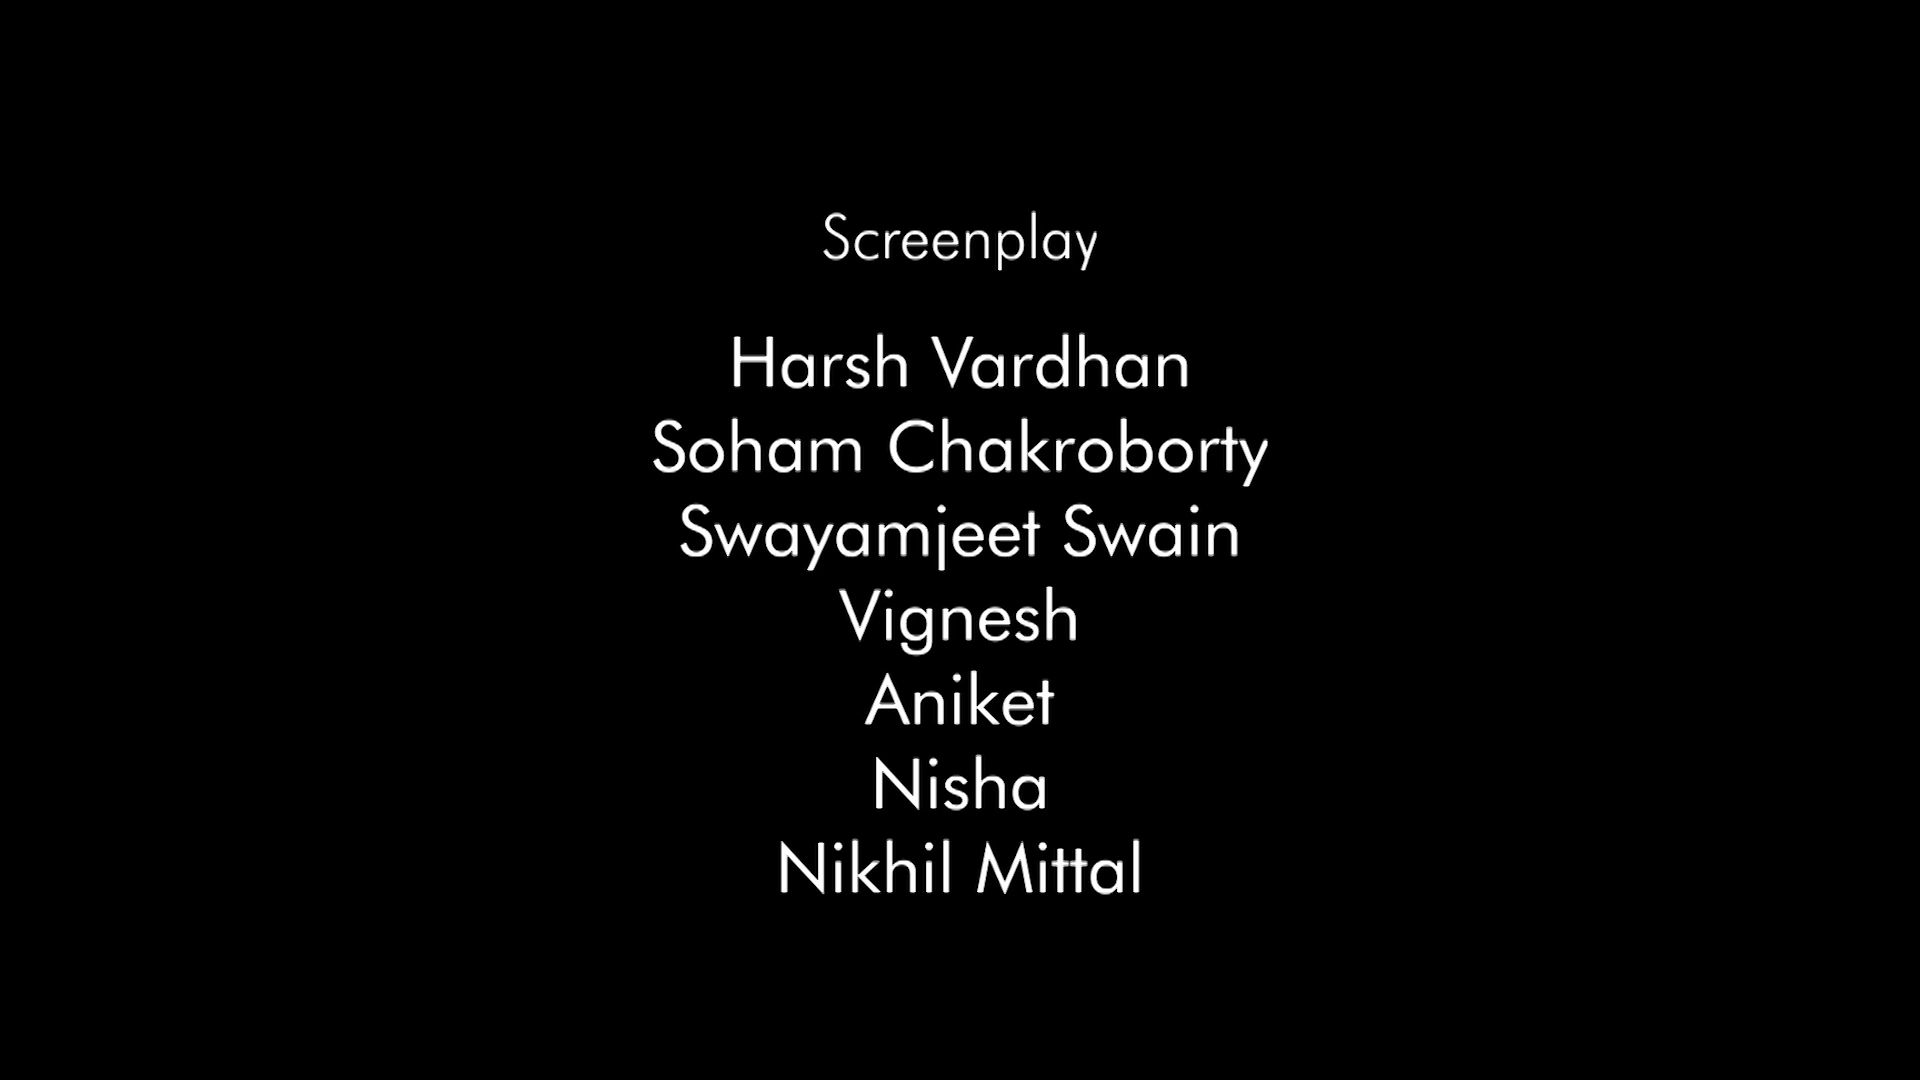 Screenplay
Harsh Vardhan
Soham Chakroborty
Swayamjeet Swain
Vignesh
Aniket
Nisha
Nikhil Mittal